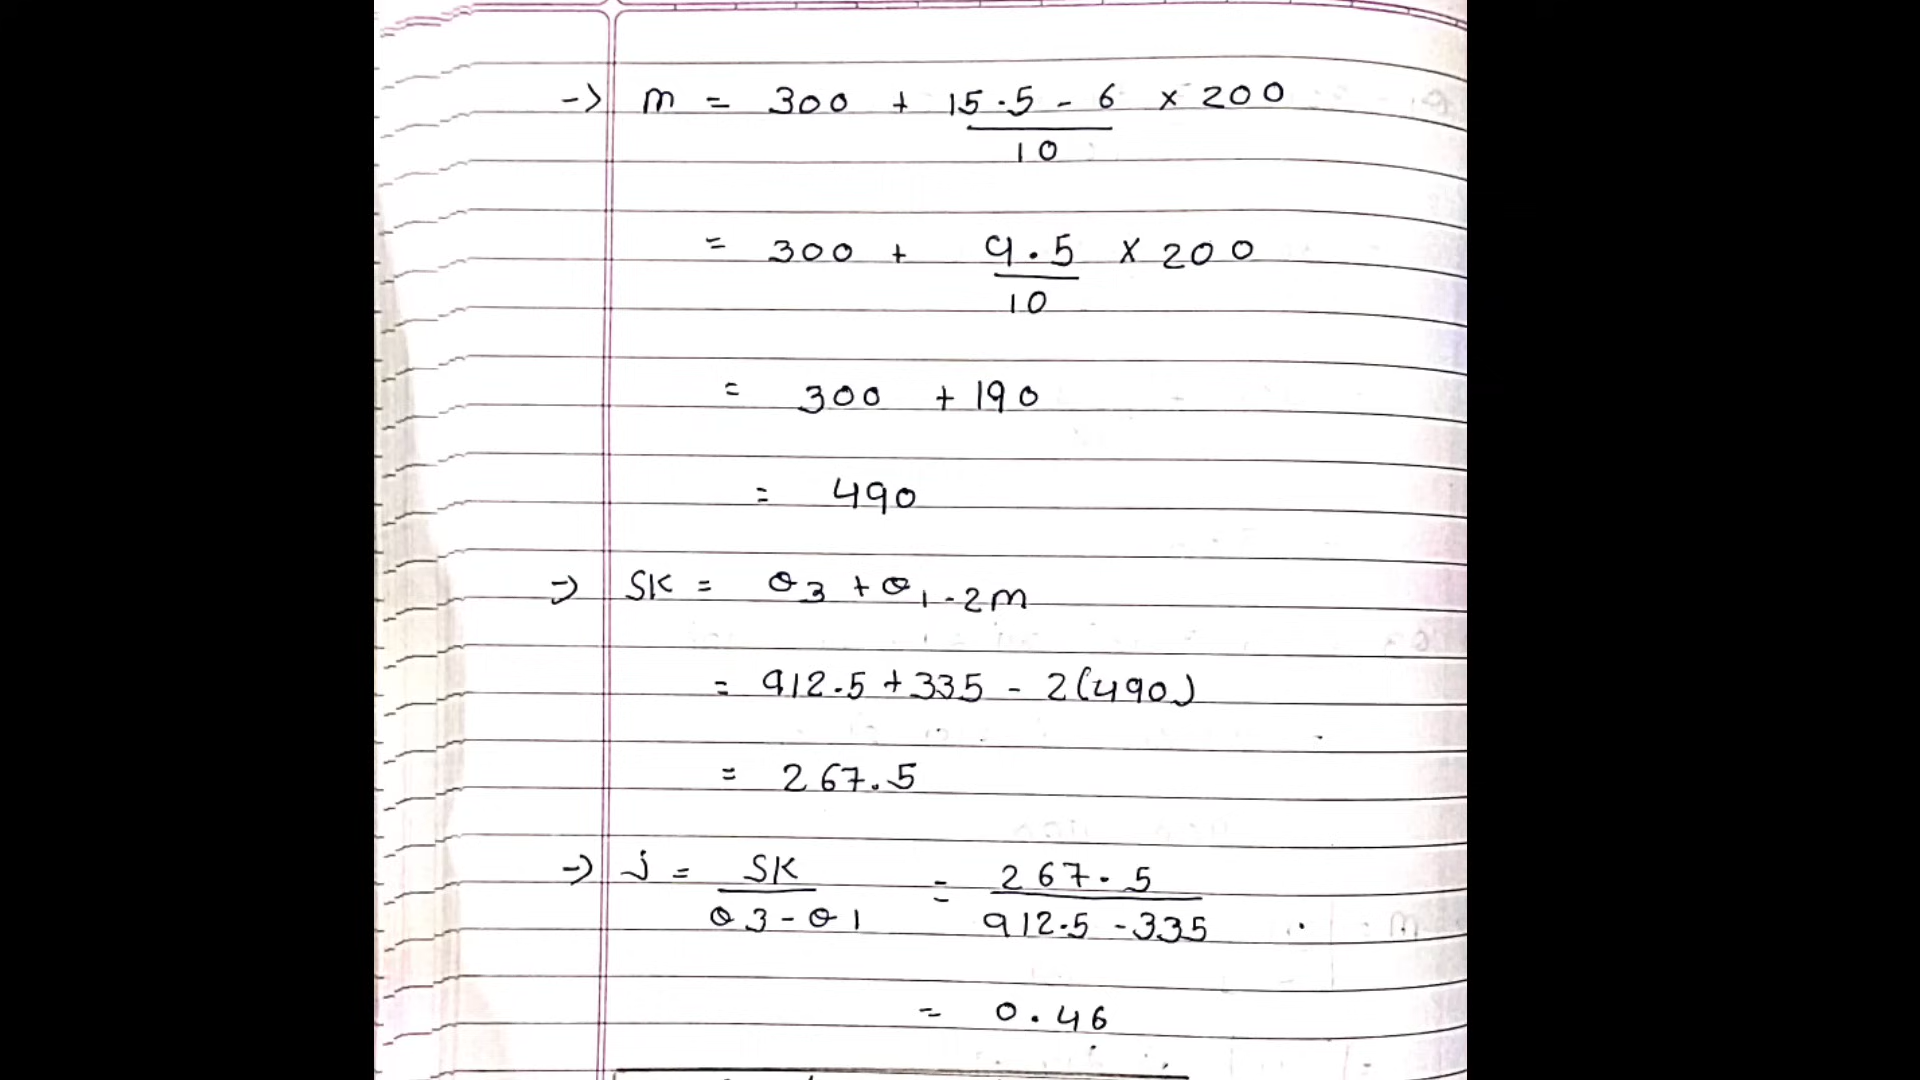 -> m = 300 + 15.5 - 6 x 200
10
= 300 + 9.5 x 200
10
= 300 + 190
= 490
=> SK = Q3 + Q1 - 2m
= 912.5 + 335 - 2(490)
= 267.5
=> j = SK = 267.5
Q3 - Q1 912.5 - 335
= 0.46